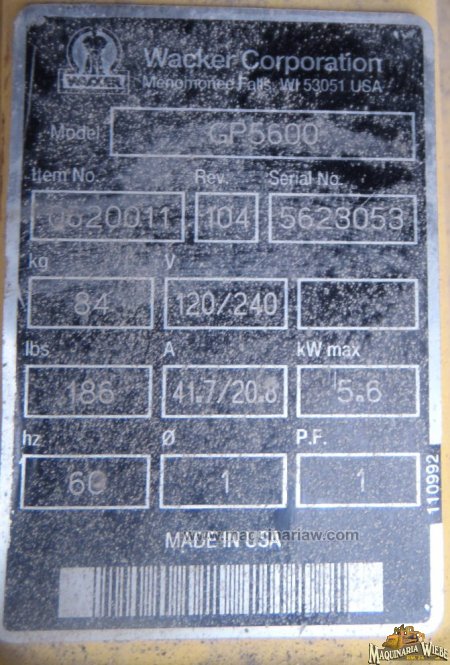 WACKER
Wacker Corporation
Menomonee Falls, WI 53051 USA
Model GP5600
Item No. Rev. Serial No.
0620011 104 5623053
kg V
84 120/240
lbs A kW max
186 41.7/20.8 5.6
hz Ø P.F.
60 1 1
110992
MADE IN USA
www.maquinariaw.com
MAQUINARIA WIEBE